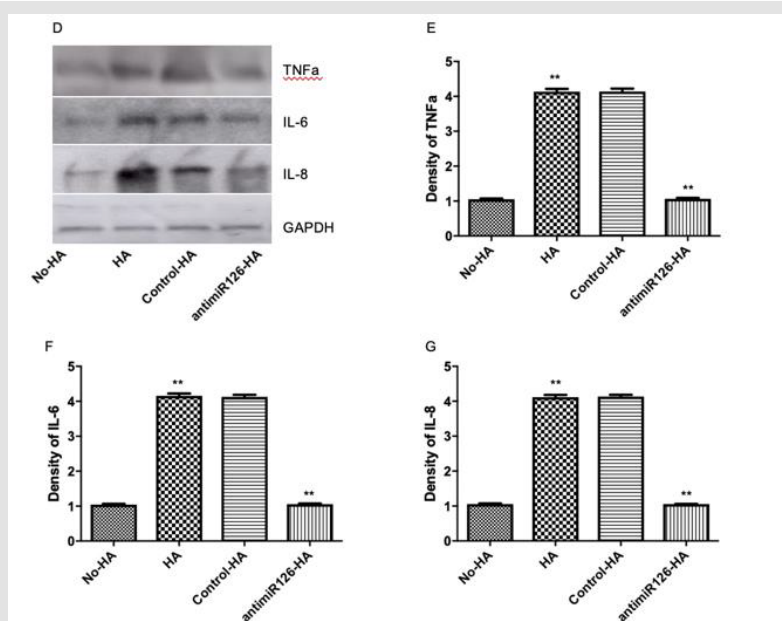 D
TNFa
IL-6
IL-8
GAPDH
No-HA
HA
Control-HA
antimiR126-HA
E
Density of TNFa
5
4
3
2
1
0
**
**
No-HA
HA
Control-HA
antimiR126-HA
F
Density of IL-6
5
4
3
2
1
0
**
**
No-HA
HA
Control-HA
antimiR126-HA
G
Density of IL-8
5
4
3
2
1
0
**
**
No-HA
HA
Control-HA
antimiR126-HA